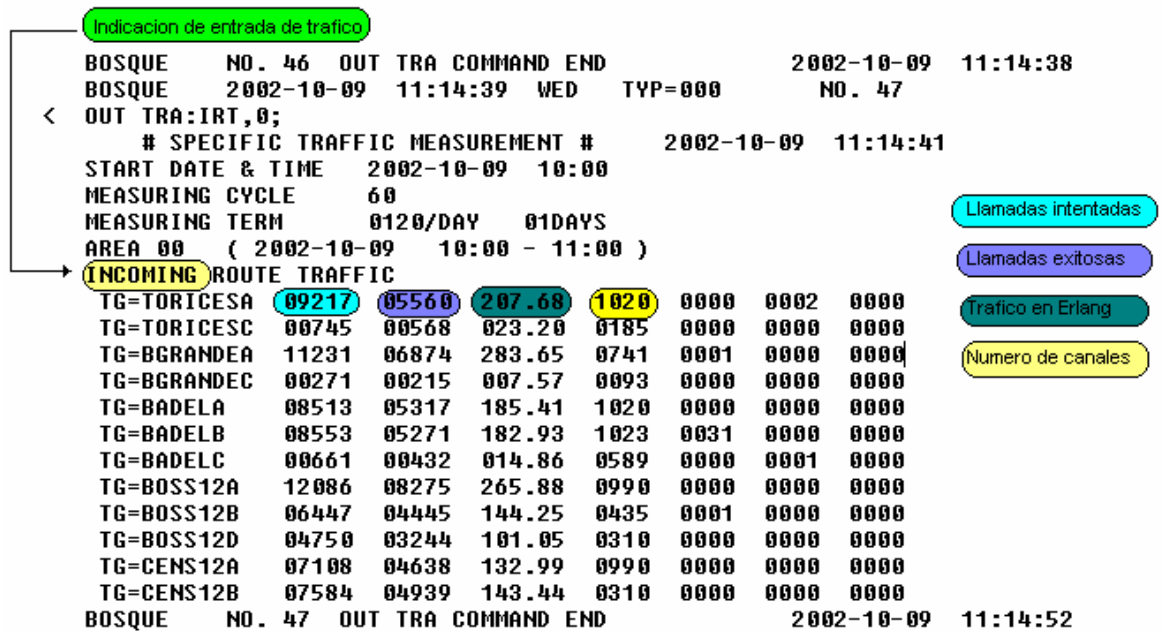 Indicacion de entrada de trafico
BOSQUE NO. 46 OUT TRA COMMAND END 2002-10-09 11:14:38
BOSQUE 2002-10-09 11:14:39 WED TYP=000 NO. 47
< OUT TRA:IRT,0;
# SPECIFIC TRAFFIC MEASUREMENT # 2002-10-09 11:14:41
START DATE & TIME 2002-10-09 10:00
MEASURING CYCLE 60
MEASURING TERM 0120/DAY 01DAYS
AREA 00 ( 2002-10-09 10:00 - 11:00 )
INCOMING ROUTE TRAFFIC
TG=TORICESA 09217 05560 207.68 1020 0000 0002 0000
TG=TORICESC 00745 00568 023.20 0185 0000 0000 0000
TG=BGRANDEA 11231 06874 283.65 0741 0001 0000 0000
TG=BGRANDEC 00271 00215 007.57 0093 0000 0000 0000
TG=BADELA 08513 05317 185.41 1020 0000 0000 0000
TG=BADELB 08553 05271 182.93 1023 0031 0000 0000
TG=BADELC 00661 00432 014.86 0589 0000 0001 0000
TG=BOSS12A 12086 08275 265.88 0990 0000 0000 0000
TG=BOSS12B 06447 04445 144.25 0435 0001 0000 0000
TG=BOSS12D 04750 03244 101.05 0310 0000 0000 0000
TG=CENS12A 07108 04638 132.99 0990 0000 0000 0000
TG=CENS12B 07584 04939 143.44 0310 0000 0000 0000
BOSQUE NO. 47 OUT TRA COMMAND END 2002-10-09 11:14:52
Llamadas intentadas
Llamadas exitosas
Trafico en Erlang
Numero de canales